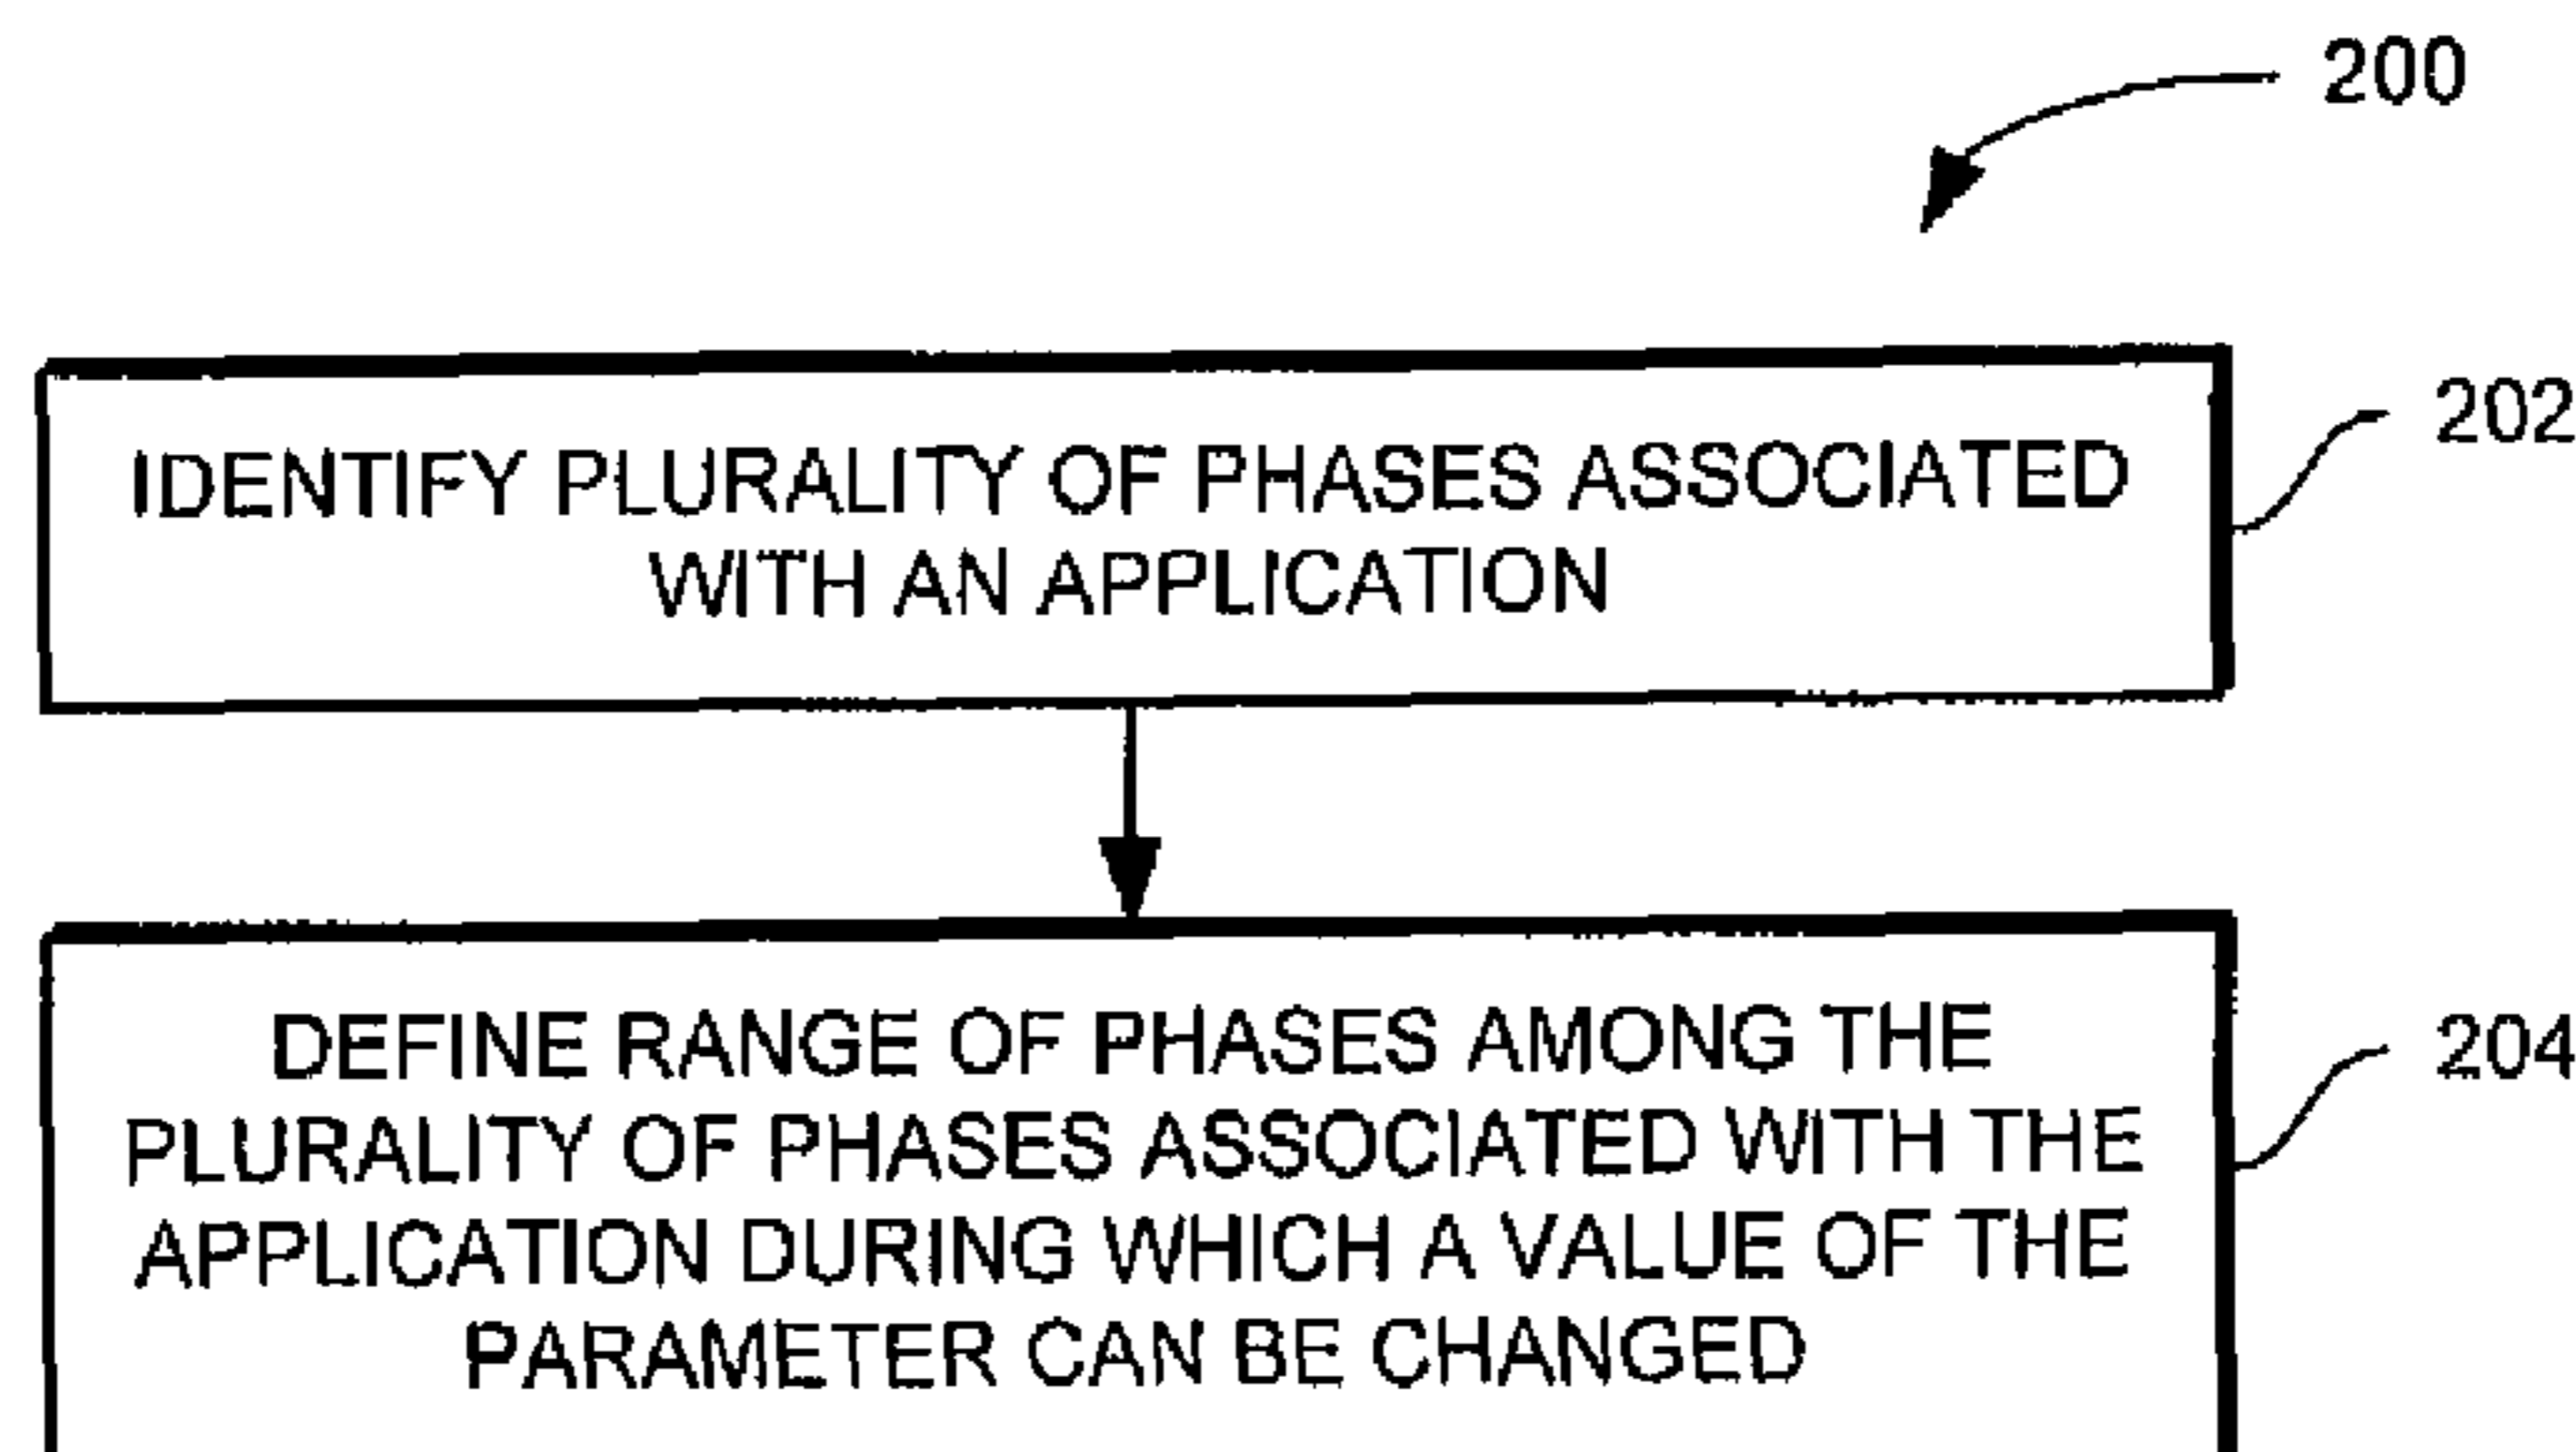 200
IDENTIFY PLURALITY OF PHASES ASSOCIATED
WITH AN APPLICATION
202
DEFINE RANGE OF PHASES AMONG THE
PLURALITY OF PHASES ASSOCIATED WITH THE
APPLICATION DURING WHICH A VALUE OF THE
PARAMETER CAN BE CHANGED
204